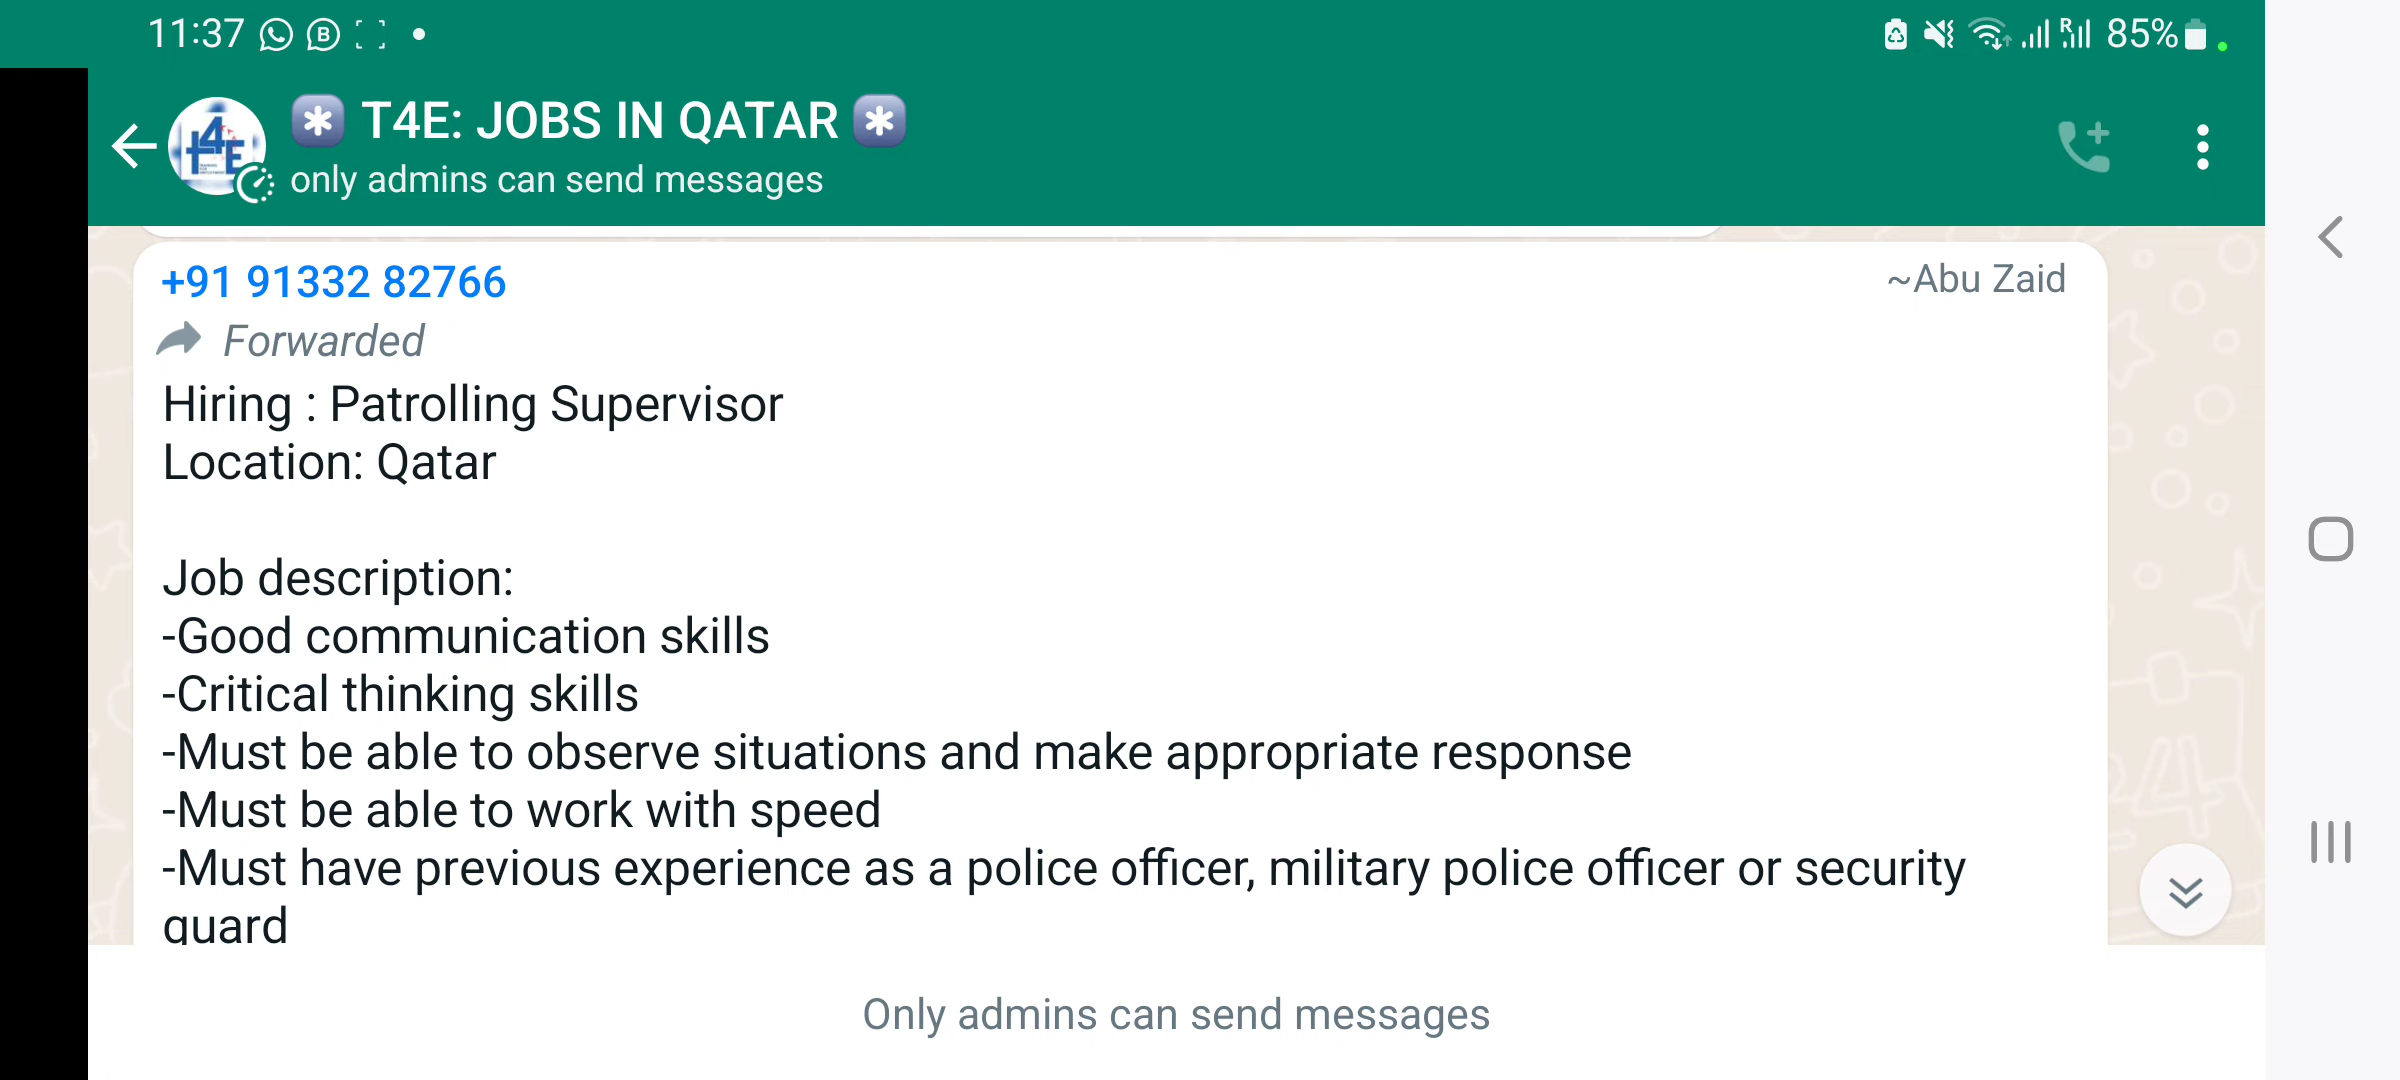 11:37 85%
T4E: JOBS IN QATAR
only admins can send messages
+91 91332 82766 ~Abu Zaid
Forwarded
Hiring : Patrolling Supervisor
Location: Qatar
Job description:
-Good communication skills
-Critical thinking skills
-Must be able to observe situations and make appropriate response
-Must be able to work with speed
-Must have previous experience as a police officer, military police officer or security
guard
Only admins can send messages